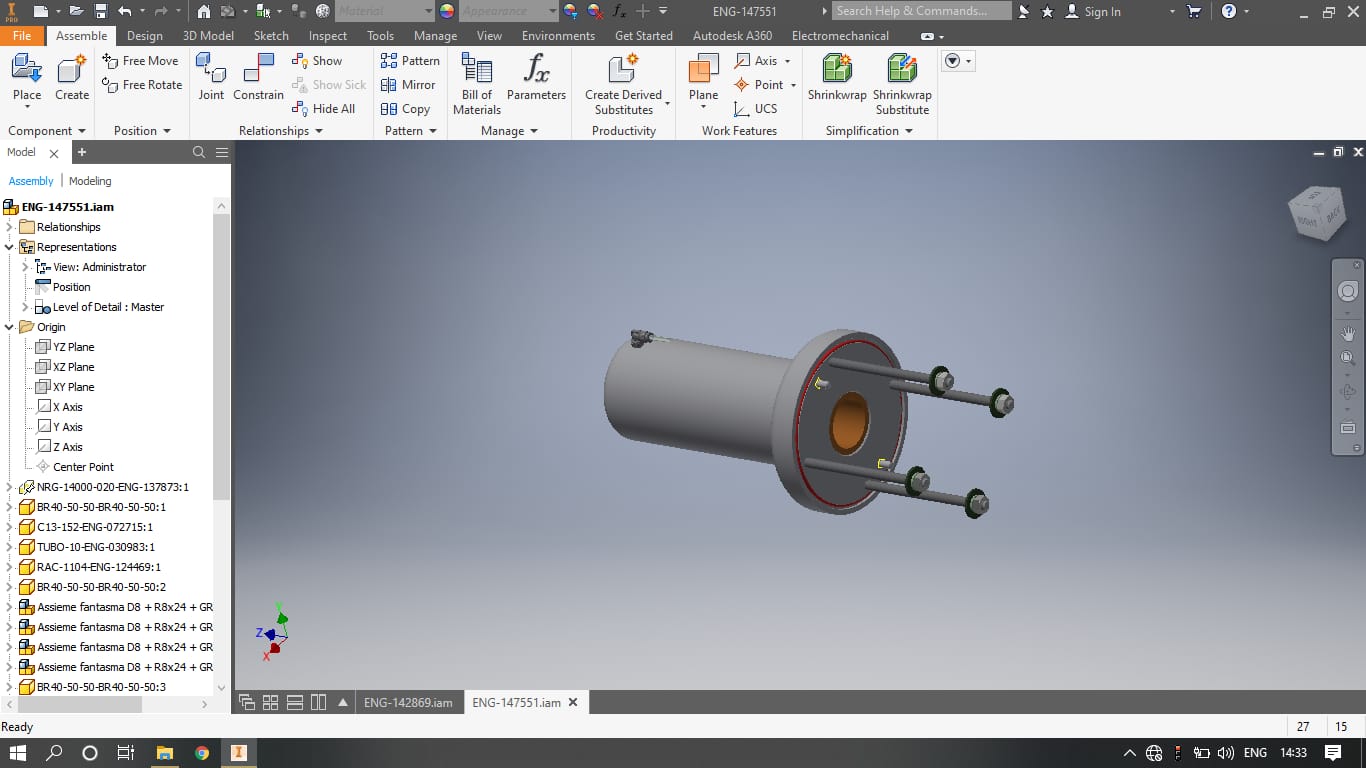 PRO
Material
Appearance
ENG-147551
Search Help & Commands...
Sign In
File
Assemble
Design
3D Model
Sketch
Inspect
Tools
Manage
View
Environments
Get Started
Autodesk A360
Electromechanical
Place
Create
Free Move
Free Rotate
Joint
Constrain
Show
Show Sick
Hide All
Pattern
Mirror
Copy
Bill of
Materials
fx
Parameters
Create Derived
Substitutes
Plane
Axis
Point
UCS
Shrinkwrap
Shrinkwrap
Substitute
Component
Position
Relationships
Pattern
Manage
Productivity
Work Features
Simplification
Model
Assembly
Modeling
ENG-147551.iam
Relationships
Representations
View: Administrator
Position
Level of Detail : Master
Origin
YZ Plane
XZ Plane
XY Plane
X Axis
Y Axis
Z Axis
Center Point
NRG-14000-020-ENG-137873:1
BR40-50-50-BR40-50-50:1
C13-152-ENG-072715:1
TUBO-10-ENG-030983:1
RAC-1104-ENG-124469:1
BR40-50-50-BR40-50-50:2
Assieme fantasma D8 + R8x24 + GR
Assieme fantasma D8 + R8x24 + GR
Assieme fantasma D8 + R8x24 + GR
Assieme fantasma D8 + R8x24 + GR
BR40-50-50-BR40-50-50:3
RIGHT
BACK
Y
Z
X
ENG-142869.iam
ENG-147551.iam
Ready
27
15
ENG
14:33